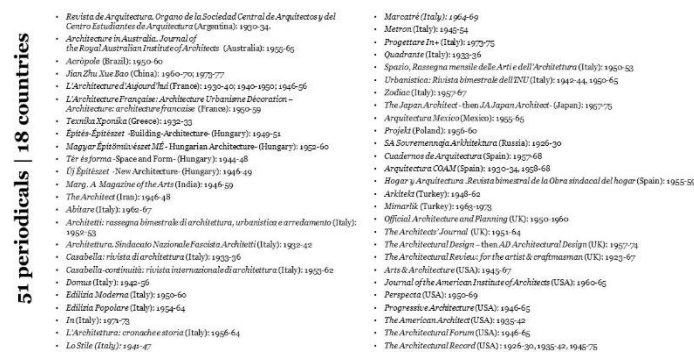 51 periodicals | 18 countries
• Revista de Arquitectura. Organo de la Sociedad Central de Arquitectos y del
Centro Estudiantes de Arquitectura (Argentina): 1930-34.
• Architecture in Australia. Journal of
the Royal Australian Institute of Architects (Australia): 1955-65
• Acròpole (Brazil): 1950-60
• Jian Zhu Xue Bao (China): 1960-70; 1973-77
• L'Architecture d'Aujourd'hui (France): 1930-40; 1940-1950; 1946-56
• L'Architecture Française: Architecture Urbanisme Décoration –
Architecture: architecture francaise (France): 1950-59
• Texnika Xponika (Greece): 1932-33
• Épités-Épitészet -Building-Architecture- (Hungary): 1949-51
• Magyar Épitömüvészet MÉ - Hungarian Architecture- (Hungary): 1952-60
• Tér és forma -Space and Form- (Hungary): 1944-48
• Új Épitészet -New Architecture- (Hungary): 1946-49
• Marg. A Magazine of the Arts (India): 1946-59
• The Architect (Iran): 1946-48
• Abitare (Italy): 1962-67
• Architetti: rassegna bimestrale di architettura, urbanistica e arredamento (Italy):
1952-53
• Architettura. Sindacato Nazionale Fascista Architetti (Italy): 1932-42
• Casabella: rivista di architettura (Italy): 1933-36
• Casabella-continuità: rivista internazionale di architettura (Italy): 1953-62
• Domus (Italy): 1942-56
• Edilizia Moderna (Italy): 1950-60
• Edilizia Popolare (Italy): 1954-64
• In (Italy): 1971-73
• L'Architettura: cronache e storia (Italy): 1956-64
• Lo Stile (Italy): 1941-47
• Marcatré (Italy): 1964-69
• Metron (Italy): 1945-54
• Progettare In+ (Italy): 1973-75
• Quadrante (Italy): 1933-36
• Spazio, Rassegna mensile delle Arti e dell'Architettura (Italy): 1950-53
• Urbanistica: Rivista bimestrale dell'INU (Italy): 1942-44, 1950-65
• Zodiac (Italy): 1957-67
• The Japan Architect - then JA Japan Architect- (Japan): 1957-75
• Arquitectura Mexico (Mexico): 1955-65
• Projekt (Poland): 1956-60
• SA Sovremennaja Arkhitektura (Russia): 1926-30
• Cuadernos de Arquitectura (Spain): 1957-68
• Arquitectura COAM (Spain): 1930-34, 1958-68
• Hogar y Arquitectura .Revista bimestral de la Obra sindacal del hogar (Spain): 1955-59
• Arkitekt (Turkey): 1948-62
• Mimarlik (Turkey): 1963-1973
• Official Architecture and Planning (UK): 1950-1960
• The Architects' Journal (UK): 1951-64
• The Architectural Design – then AD Architectural Design (UK): 1957-74
• The Architectural Review: for the artist & craftmasman (UK): 1923-67
• Arts & Architecture (USA): 1945-67
• Journal of the American Institute of Architects (USA): 1960-65
• Perspecta (USA): 1950-69
• Progressive Architecture (USA): 1946-65
• The American Architect (USA): 1935-42
• The Architectural Forum (USA): 1946-65
• The Architectural Record (USA) : 1926-30, 1935-42, 1945-75